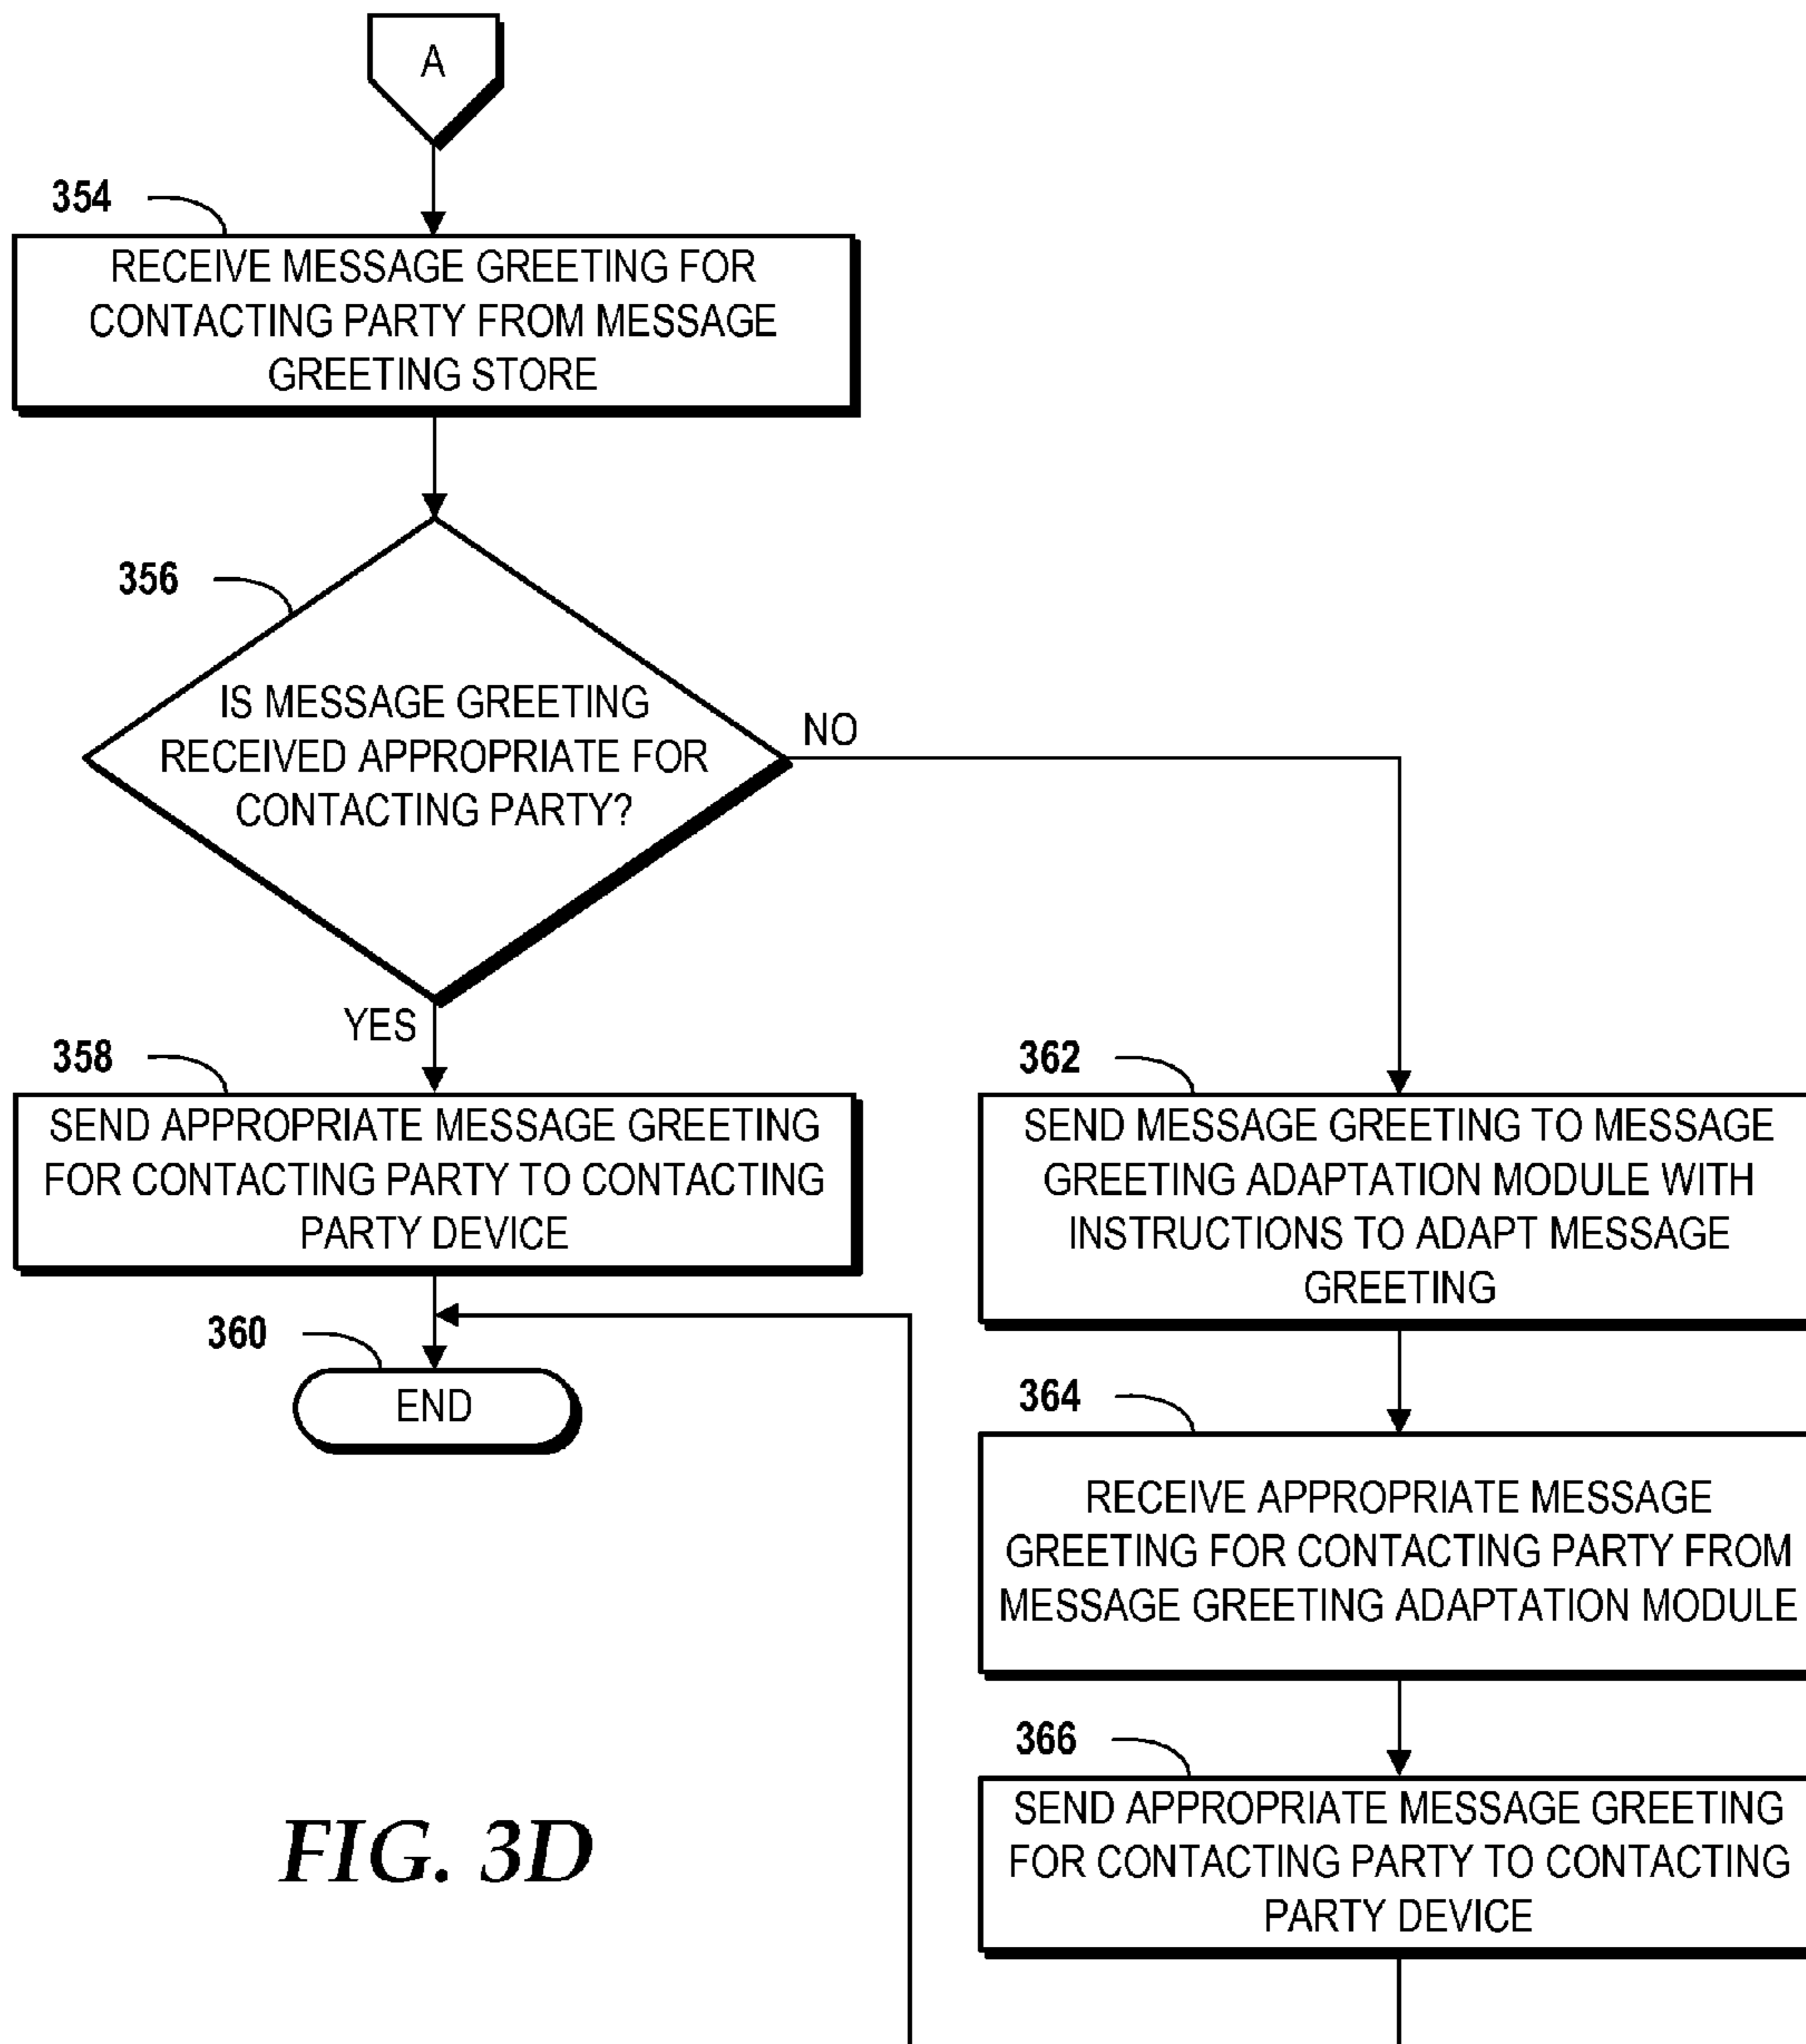 A
354
RECEIVE MESSAGE GREETING FOR
CONTACTING PARTY FROM MESSAGE
GREETING STORE
356
IS MESSAGE GREETING
RECEIVED APPROPRIATE FOR
CONTACTING PARTY?
NO
YES
358
SEND APPROPRIATE MESSAGE GREETING
FOR CONTACTING PARTY TO CONTACTING
PARTY DEVICE
360
END
362
SEND MESSAGE GREETING TO MESSAGE
GREETING ADAPTATION MODULE WITH
INSTRUCTIONS TO ADAPT MESSAGE
GREETING
364
RECEIVE APPROPRIATE MESSAGE
GREETING FOR CONTACTING PARTY FROM
MESSAGE GREETING ADAPTATION MODULE
366
SEND APPROPRIATE MESSAGE GREETING
FOR CONTACTING PARTY TO CONTACTING
PARTY DEVICE
FIG. 3D